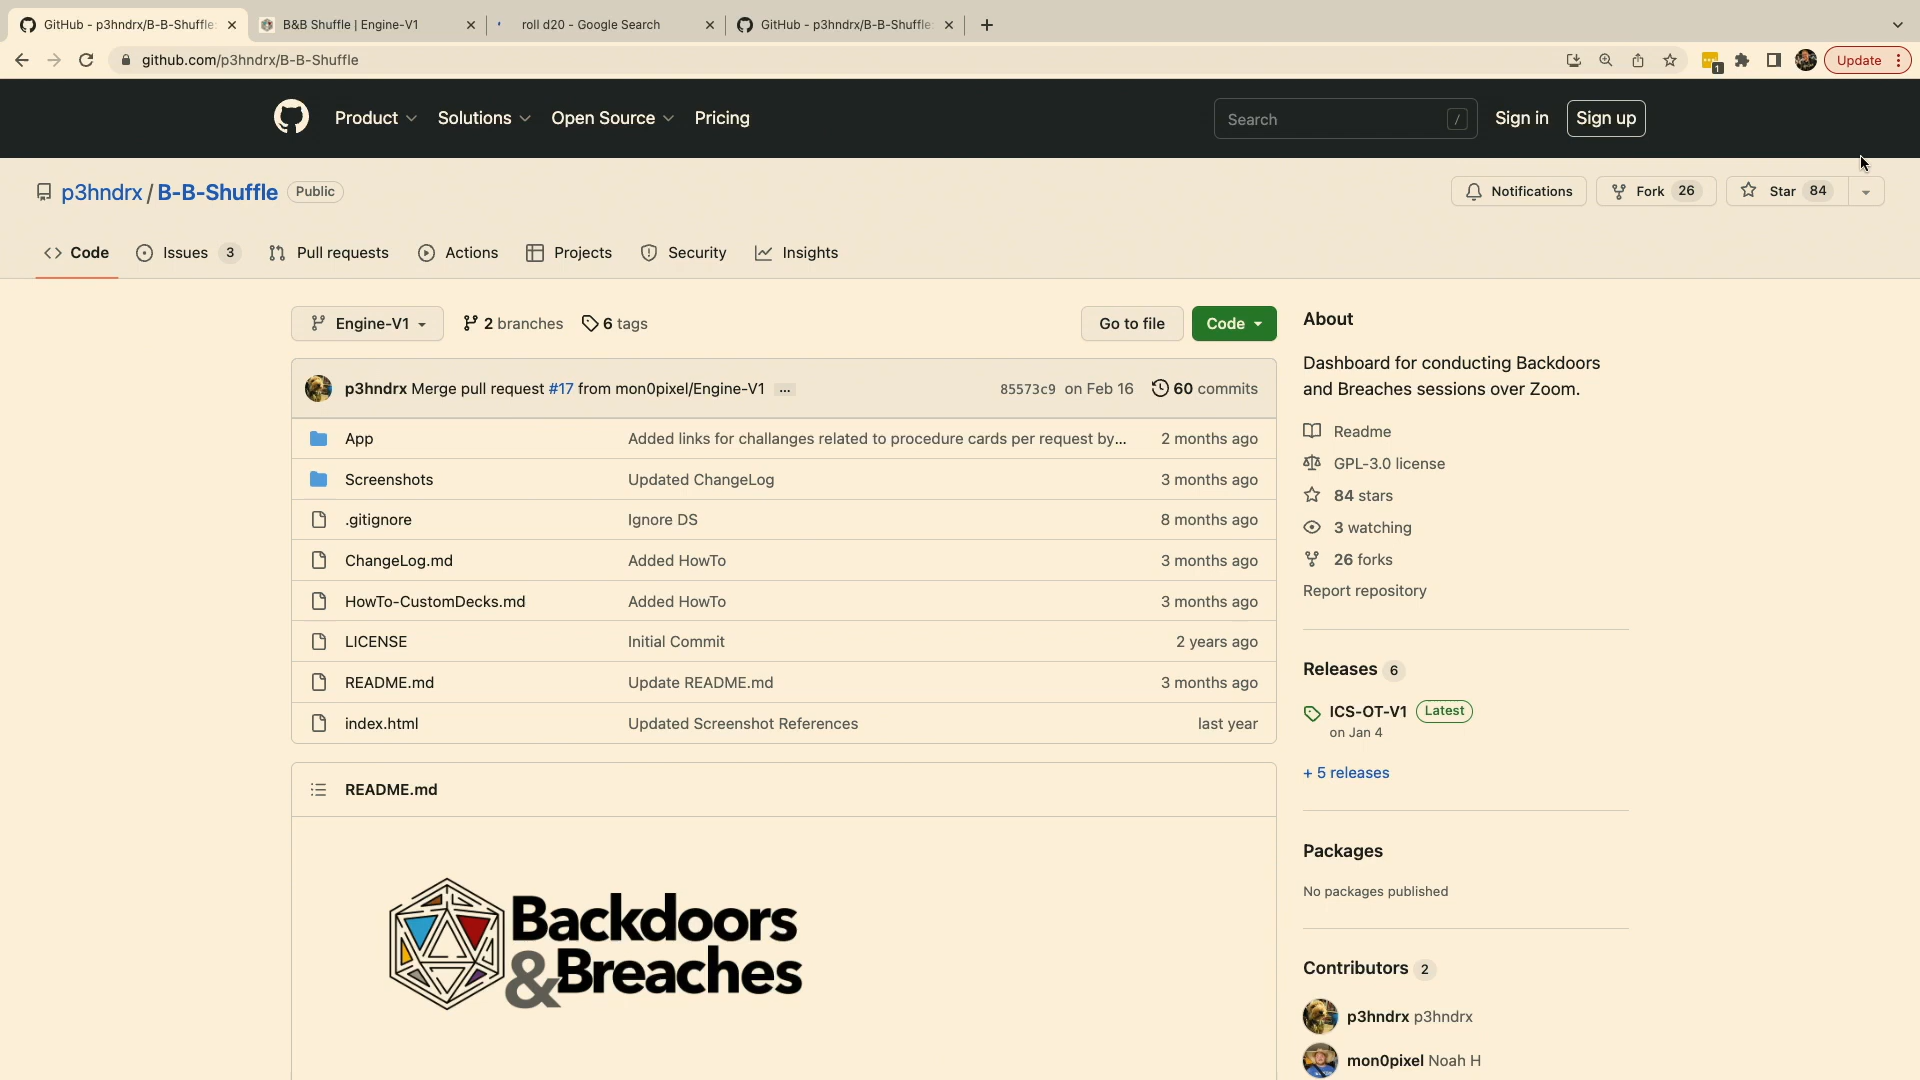 GitHub - p3hndrx/B-B-Shuffle:
B&B Shuffle | Engine-V1
roll d20 - Google Search
GitHub - p3hndrx/B-B-Shuffle:
github.com/p3hndrx/B-B-Shuffle
1
Update
Product
Solutions
Open Source
Pricing
Search
/
Sign in
Sign up
p3hndrx / B-B-Shuffle
Public
Notifications
Fork 26
Star 84
<> Code
Issues 3
Pull requests
Actions
Projects
Security
Insights
Engine-V1
2 branches
6 tags
Go to file
Code
p3hndrx Merge pull request #17 from mon0pixel/Engine-V1 ...
85573c9 on Feb 16
60 commits
App
Added links for challanges related to procedure cards per request by...
2 months ago
Screenshots
Updated ChangeLog
3 months ago
.gitignore
Ignore DS
8 months ago
ChangeLog.md
Added HowTo
3 months ago
HowTo-CustomDecks.md
Added HowTo
3 months ago
LICENSE
Initial Commit
2 years ago
README.md
Update README.md
3 months ago
index.html
Updated Screenshot References
last year
README.md
Backdoors
&Breaches
About
Dashboard for conducting Backdoors
and Breaches sessions over Zoom.
Readme
GPL-3.0 license
84 stars
3 watching
26 forks
Report repository
Releases 6
ICS-OT-V1 Latest
on Jan 4
+ 5 releases
Packages
No packages published
Contributors 2
p3hndrx p3hndrx
mon0pixel Noah H